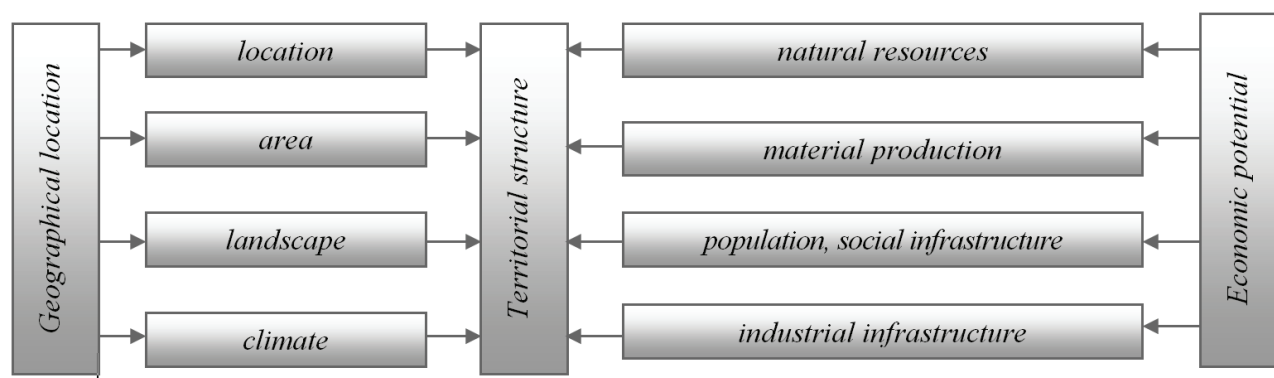 Geographical location
location
area
landscape
climate
Territorial structure
natural resources
material production
population, social infrastructure
industrial infrastructure
Economic potential